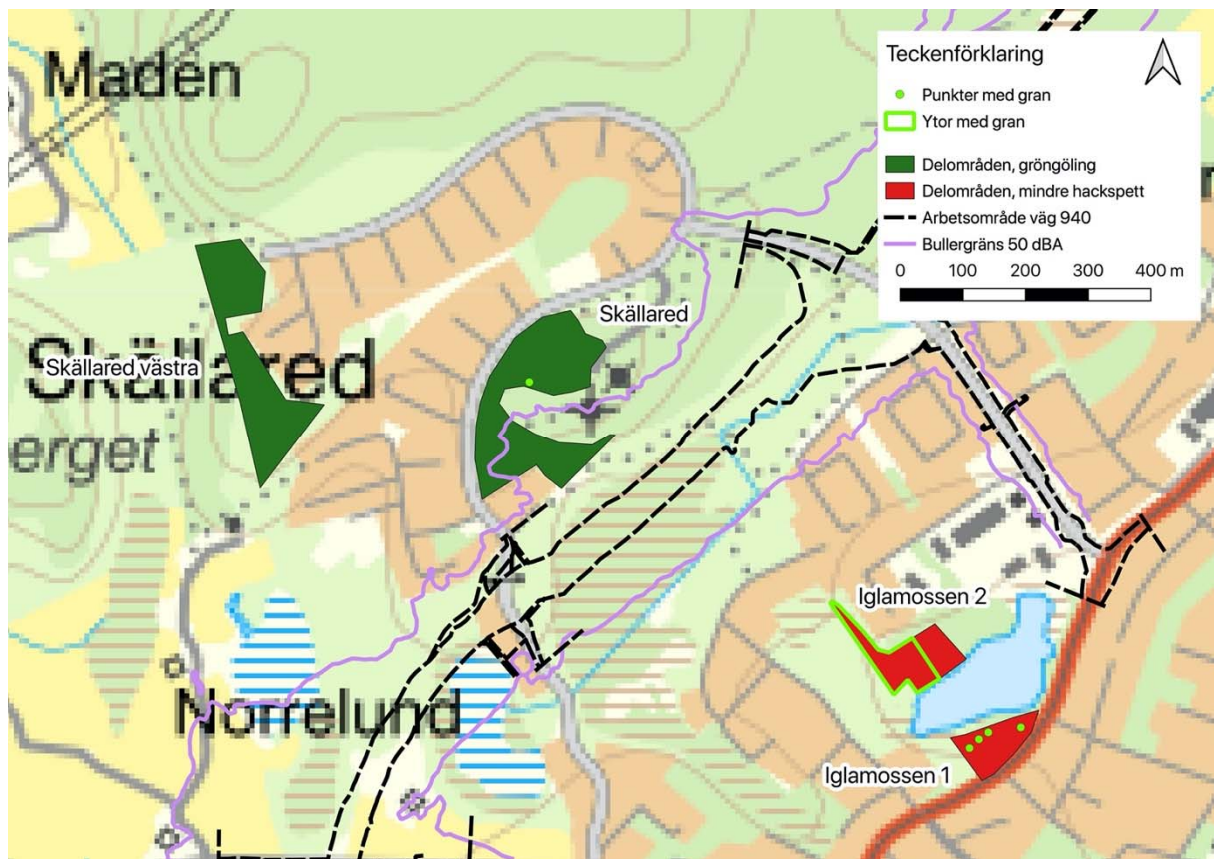 Maden
Teckenförklaring
Punkter med gran
Ytor med gran
Delområden, gröngöling
Delområden, mindre hackspett
Arbetsområde väg 940
Bullergräns 50 dBA
0 100 200 300 400 m
Skällared
Skällared
Skällared västra
erget
Iglamossen 2
Norrelund
Iglamossen 1